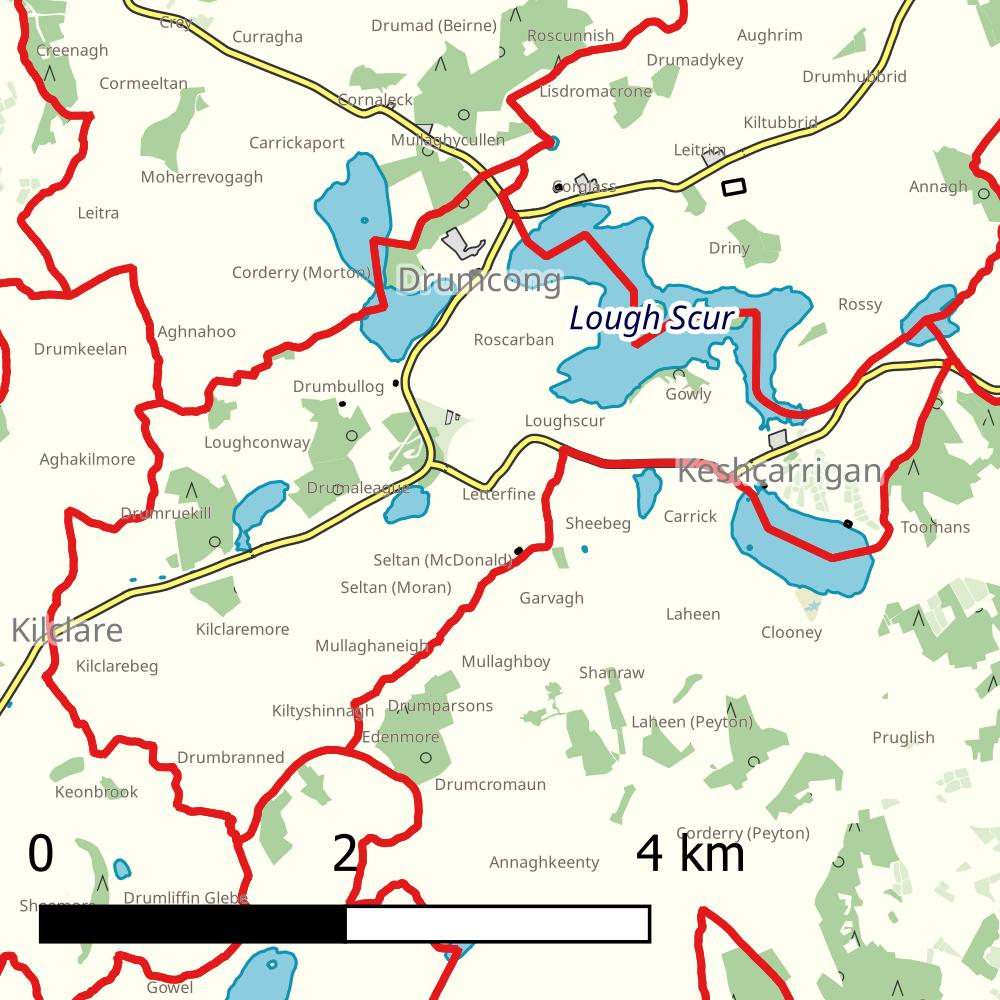 Crey
Drumad (Beirne)
Curragha
Roscunnish
Aughrim
Creenagh
Drumadykey
Cormeeltan
Drumhubbrid
Lisdromacrone
Cornaleck
Kiltubbrid
Carrickaport
Mullaghycullen
Leitrim
Moherrevogagh
Gorglass
Annagh
Leitra
Driny
Corderry (Morton)
Drumcong
Rossy
Lough Scur
Aghnahoo
Roscarban
Drumkeelan
Drumbullog
Gowly
Loughscur
Loughconway
Aghakilmore
Keshcarrigan
Drumaleague
Letterfine
Drumruekill
Sheebeg
Carrick
Toomans
Seltan (McDonald)
Seltan (Moran)
Garvagh
Laheen
Kilclare
Kilclaremore
Clooney
Mullaghaneigh
Kilclarebeg
Mullaghboy
Shanraw
Kiltyshinnagh
Drumparsons
Laheen (Peyton)
Edenmore
Pruglish
Drumbranned
Drumcromaun
Keonbrook
Corderry (Peyton)
0 2 4 km
Annaghkeenty
Drumliffin Glebe
Sheemore
Gowel